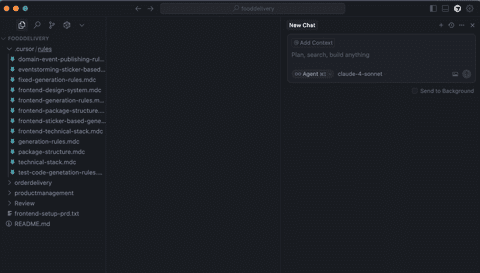 fooddelivery
FOODDELIVERY
.cursor/rules
domain-event-publishing-rul...
eventstorming-sticker-based...
fixed-generation-rules.mdc
frontend-design-system.mdc
frontend-generation-rules.m...
frontend-package-structure....
frontend-sticker-based-gene...
frontend-technical-stack.mdc
generation-rules.mdc
package-structure.mdc
technical-stack.mdc
test-code-genetation-rules....
orderdelivery
productmanagement
Review
frontend-setup-prd.txt
README.md
New Chat
Add Context
Plan, search, build anything
Agent
claude-4-sonnet
Send to Background